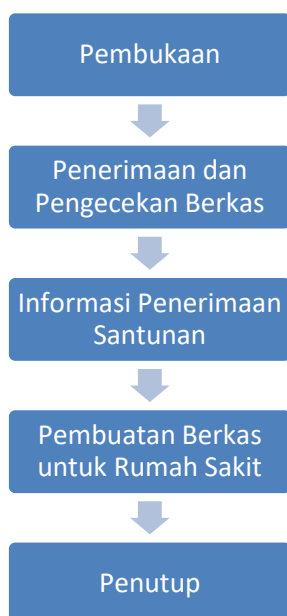 Pembukaan
Penerimaan dan
Pengecekan Berkas
Informasi Penerimaan
Santunan
Pembuatan Berkas
untuk Rumah Sakit
Penutup